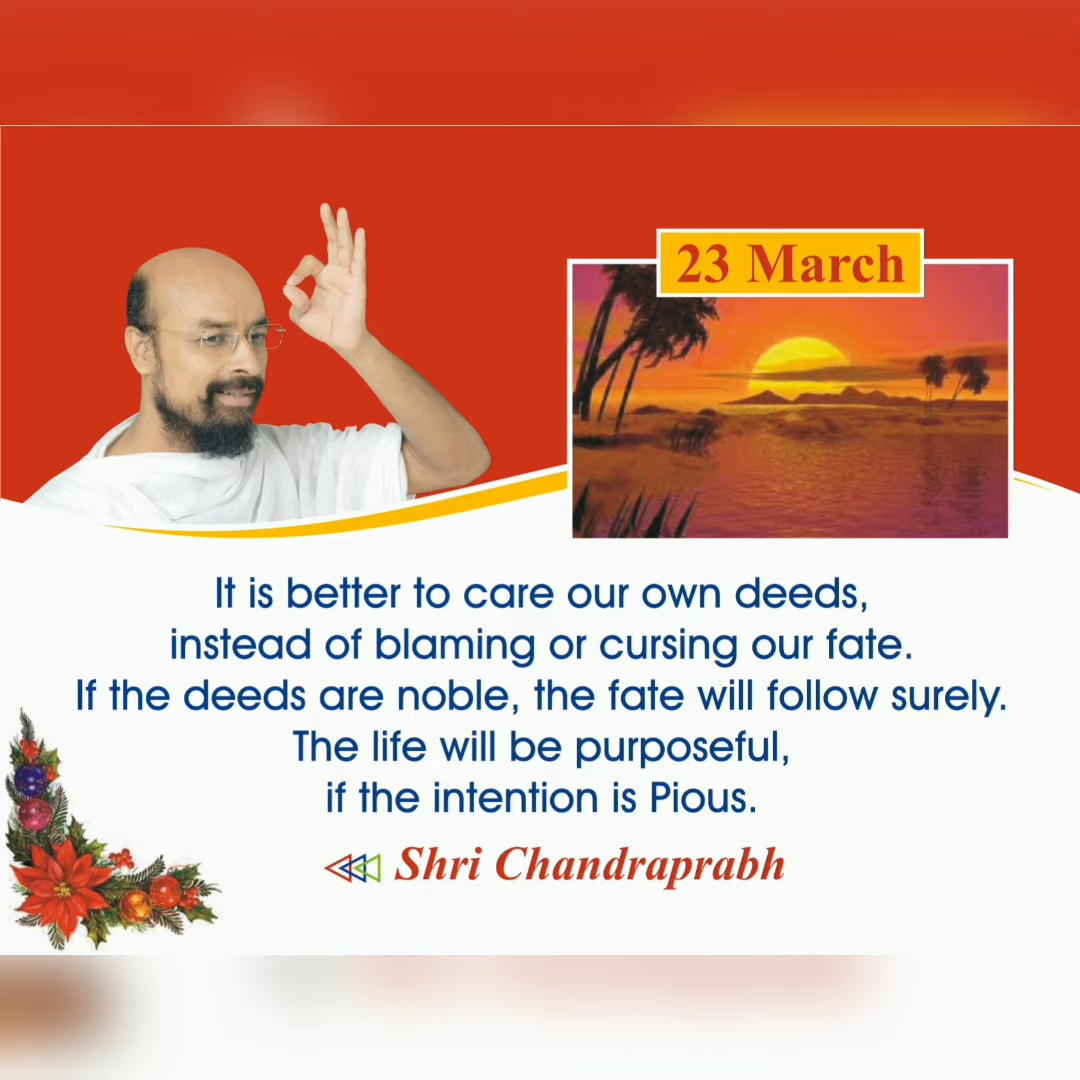 23 March
It is better to care our own deeds,
instead of blaming or cursing our fate.
If the deeds are noble, the fate will follow surely.
The life will be purposeful,
if the intention is Pious.
Shri Chandraprabh